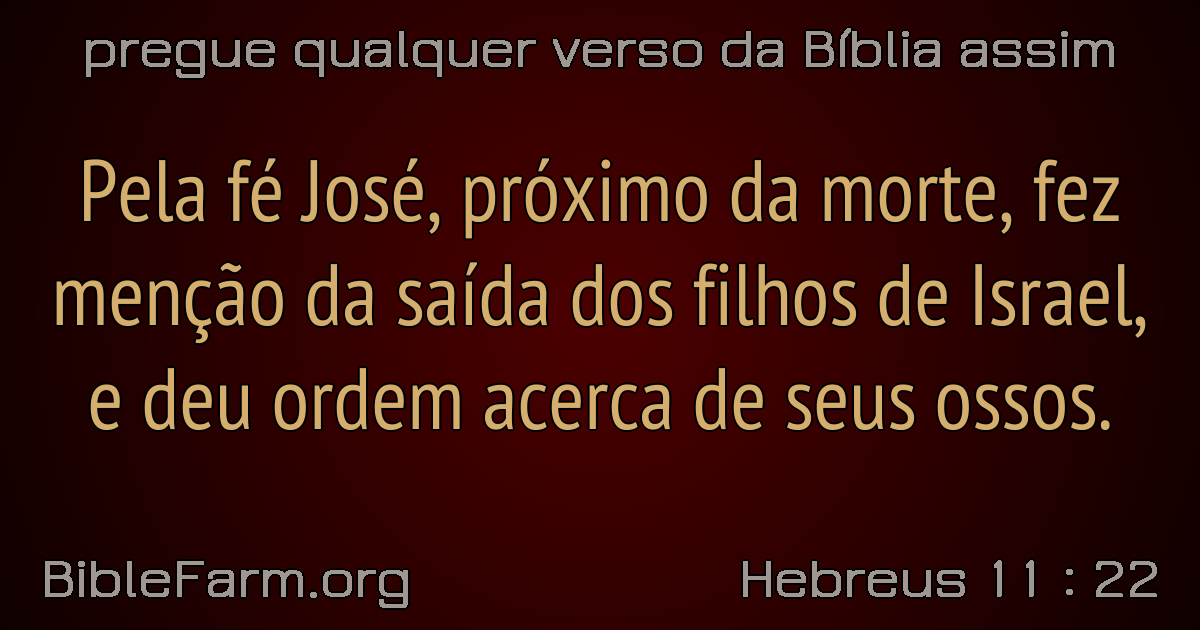 pregue qualquer verso da Bíblia assim
Pela fé José, próximo da morte, fez
menção da saída dos filhos de Israel,
e deu ordem acerca de seus ossos.
BibleFarm.org
Hebreus 11 : 22